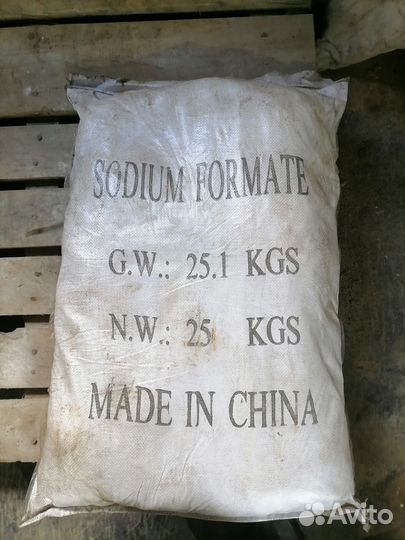 SODIUM FORMATE
G.W.: 25.1 KGS
N.W.: 25 KGS
MADE IN CHINA
Avito